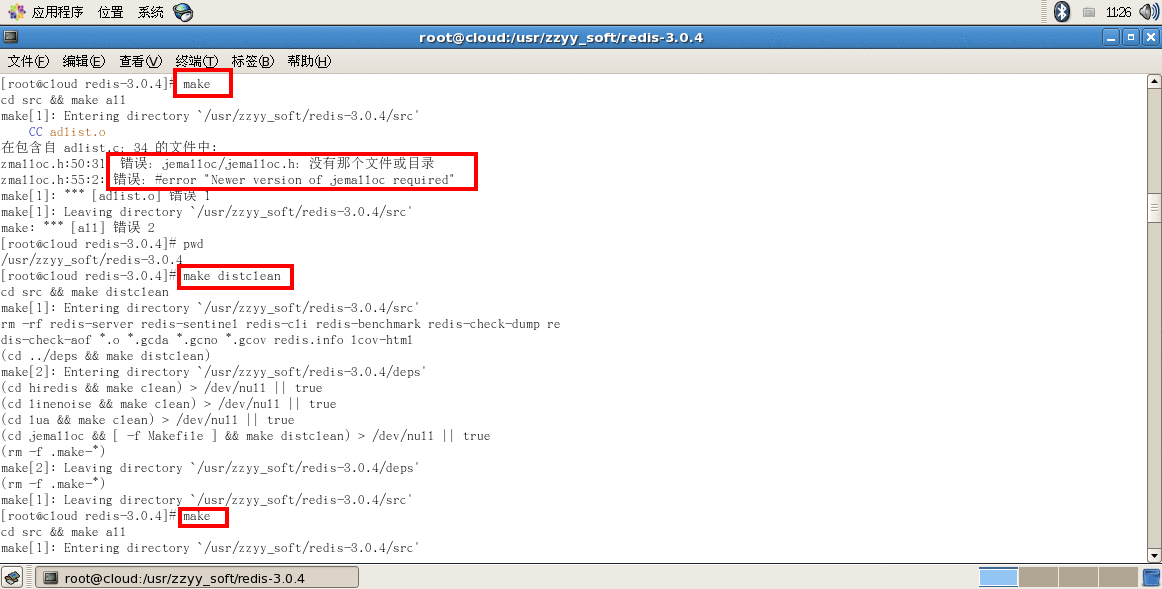 应用程序 位置 系统 11:26
root@cloud:/usr/zzyy_soft/redis-3.0.4
文件(F) 编辑(E) 查看(V) 终端(T) 标签(B) 帮助(H)
[root@cloud redis-3.0.4]# make
cd src && make all
make[1]: Entering directory `/usr/zzyy_soft/redis-3.0.4/src'
CC adlist.o
在包含自 adlist.c：34 的文件中：
zmalloc.h:50:31: 错误：jemalloc/jemalloc.h：没有那个文件或目录
zmalloc.h:55:2: 错误：#error "Newer version of jemalloc required"
make[1]: *** [adlist.o] 错误 1
make[1]: Leaving directory `/usr/zzyy_soft/redis-3.0.4/src'
make: *** [all] 错误 2
[root@cloud redis-3.0.4]# pwd
/usr/zzyy_soft/redis-3.0.4
[root@cloud redis-3.0.4]# make distclean
cd src && make distclean
make[1]: Entering directory `/usr/zzyy_soft/redis-3.0.4/src'
rm -rf redis-server redis-sentinel redis-cli redis-benchmark redis-check-dump re
dis-check-aof *.o *.gcda *.gcno *.gcov redis.info lcov-html
(cd ../deps && make distclean)
make[2]: Entering directory `/usr/zzyy_soft/redis-3.0.4/deps'
(cd hiredis && make clean) > /dev/null || true
(cd linenoise && make clean) > /dev/null || true
(cd lua && make clean) > /dev/null || true
(cd jemalloc && [ -f Makefile ] && make distclean) > /dev/null || true
(rm -f .make-*)
make[2]: Leaving directory `/usr/zzyy_soft/redis-3.0.4/deps'
(rm -f .make-*)
make[1]: Leaving directory `/usr/zzyy_soft/redis-3.0.4/src'
[root@cloud redis-3.0.4]# make
cd src && make all
make[1]: Entering directory `/usr/zzyy_soft/redis-3.0.4/src'
root@cloud:/usr/zzyy_soft/redis-3.0.4